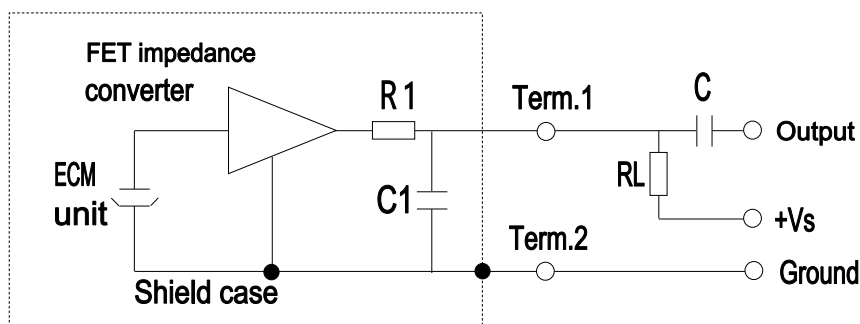 FET impedance
converter
R1
Term.1
C
Output
ECM
unit
C1
RL
+Vs
Term.2
Ground
Shield case